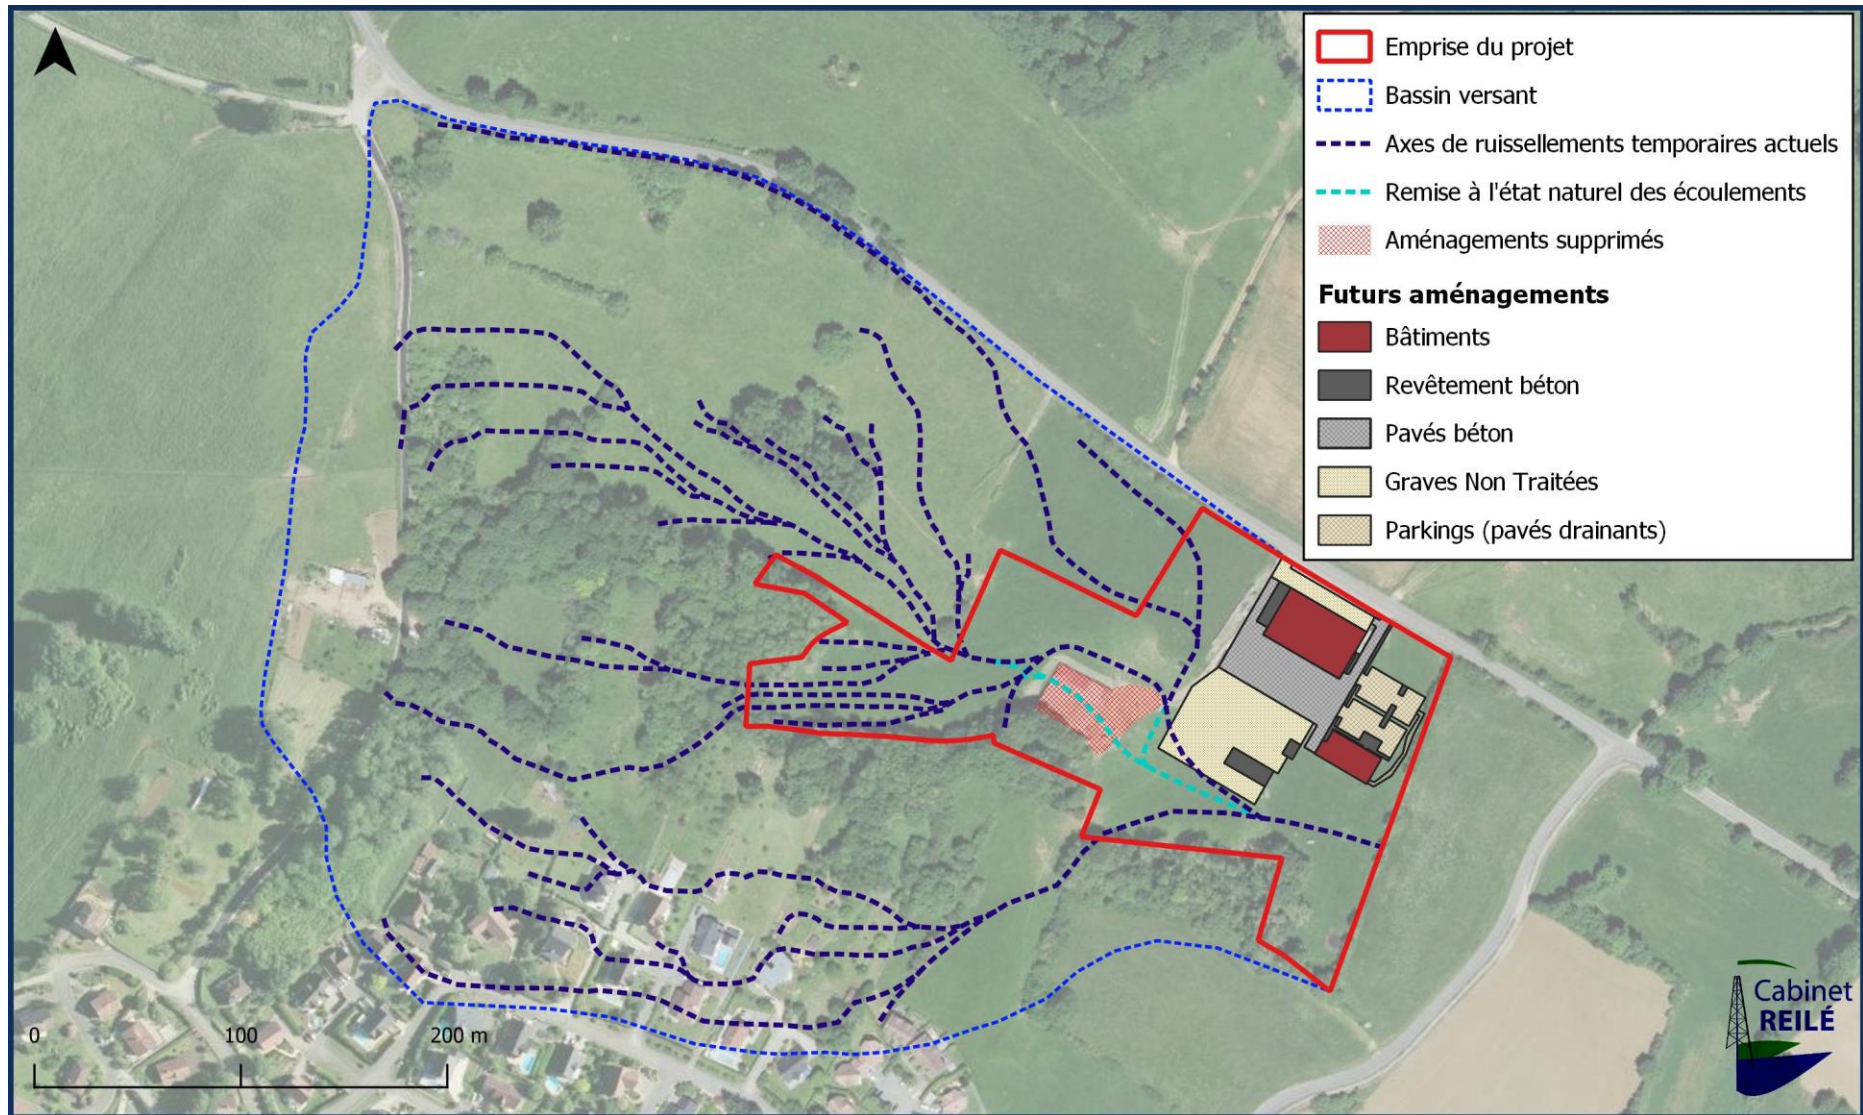 Emprise du projet
Bassin versant
Axes de ruissellements temporaires actuels
Remise à l'état naturel des écoulements
Aménagements supprimés
Futurs aménagements
Bâtiments
Revêtement béton
Pavés béton
Graves Non Traitées
Parkings (pavés drainants)
0 100 200 m
Cabinet
REILÉ